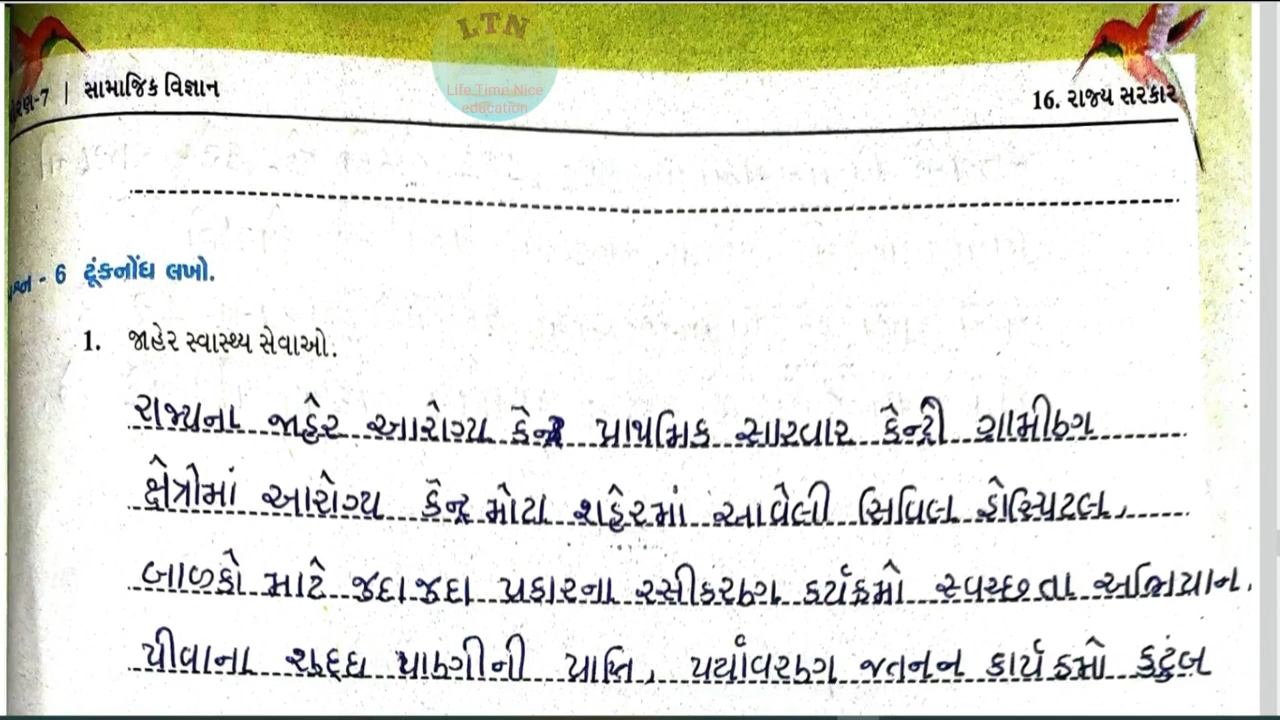 LTN
Life Time Nice
education
રણ-7 | સામાજિક વિજ્ઞાન
16. રાજ્ય સરકાર
પ્રશ્ન - 6 ટૂંકનોંધ લખો.
1. જાહેર સ્વાસ્થ્ય સેવાઓ.
રાજ્યના જાહેર આરોગ્ય કેન્દ્ર પ્રાથમિક સારવાર કેન્દ્રી ગ્રામીણ
ક્ષેત્રોમાં આરોગ્ય કેન્દ્ર મોટા શહેરમાં આવેલી સિવિલ હોસ્પિટલ,
બાળકો માટે જુદાજુદા પ્રકારના રસીકરણ કર્યક્રમો સ્વચ્છતા અભિયાન.
પીવાના શુદ્ધ પાણીની પ્રાપ્તિ, પર્યાવરણ જતનન કાર્યક્રમો કુટુંબ